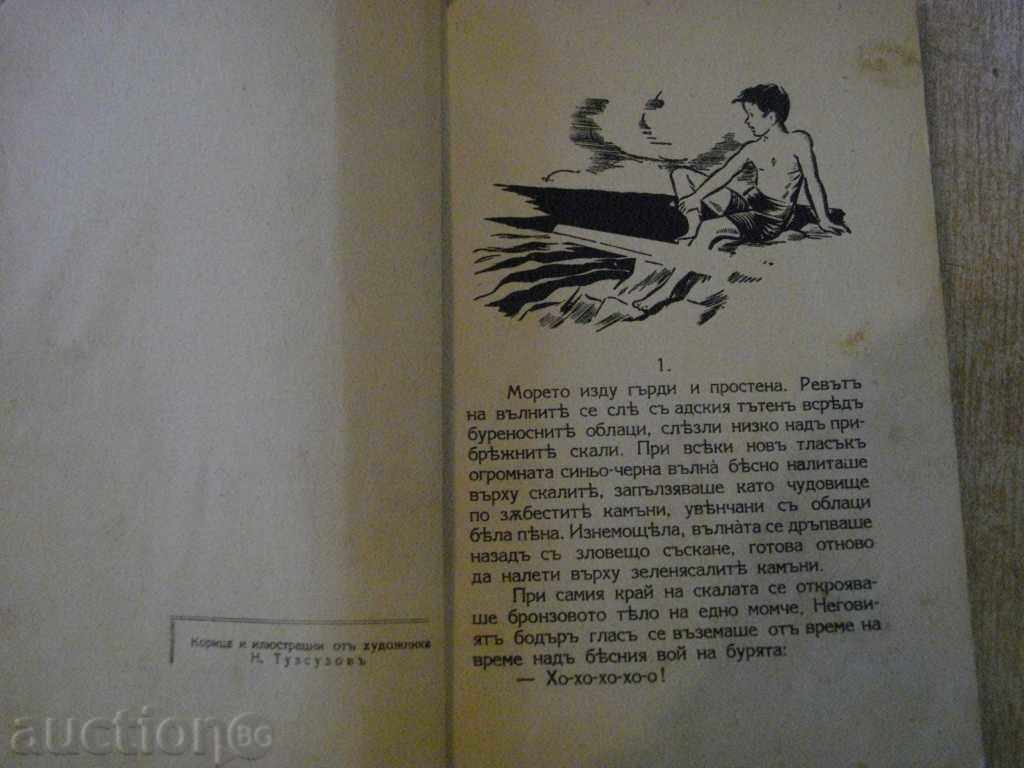 Корица и илюстрации отъ художника
Н. Тузсузовъ
1.
Морето изду гърди и простена. Ревътъ
на вълнитѣ се слѣ съ адския тътенъ всрѣдъ
буреноснитѣ облаци, слѣзли низко надъ при-
брѣжнитѣ скали. При всѣки новъ тласъкъ
огромната синьо-черна вълна̀ бѣсно налиташе
върху скалитѣ, запълзяваше като чудовище
по зѫбеститѣ камъни, увѣнчани съ облаци
бѣла пѣна. Изнемощѣла, вълна̀та се дръпваше
назадъ съ зловещо съскане, готова отново
да налети върху зеленясалитѣ камъни.
При самия край на скалата се откроява-
ше бронзовото тѣло на едно момче. Негови-
ятъ бодъръ гласъ се въземаше отъ време на
време надъ бѣсния вой на бурята:
— Хо-хо-хо-хо-о!
auction BG